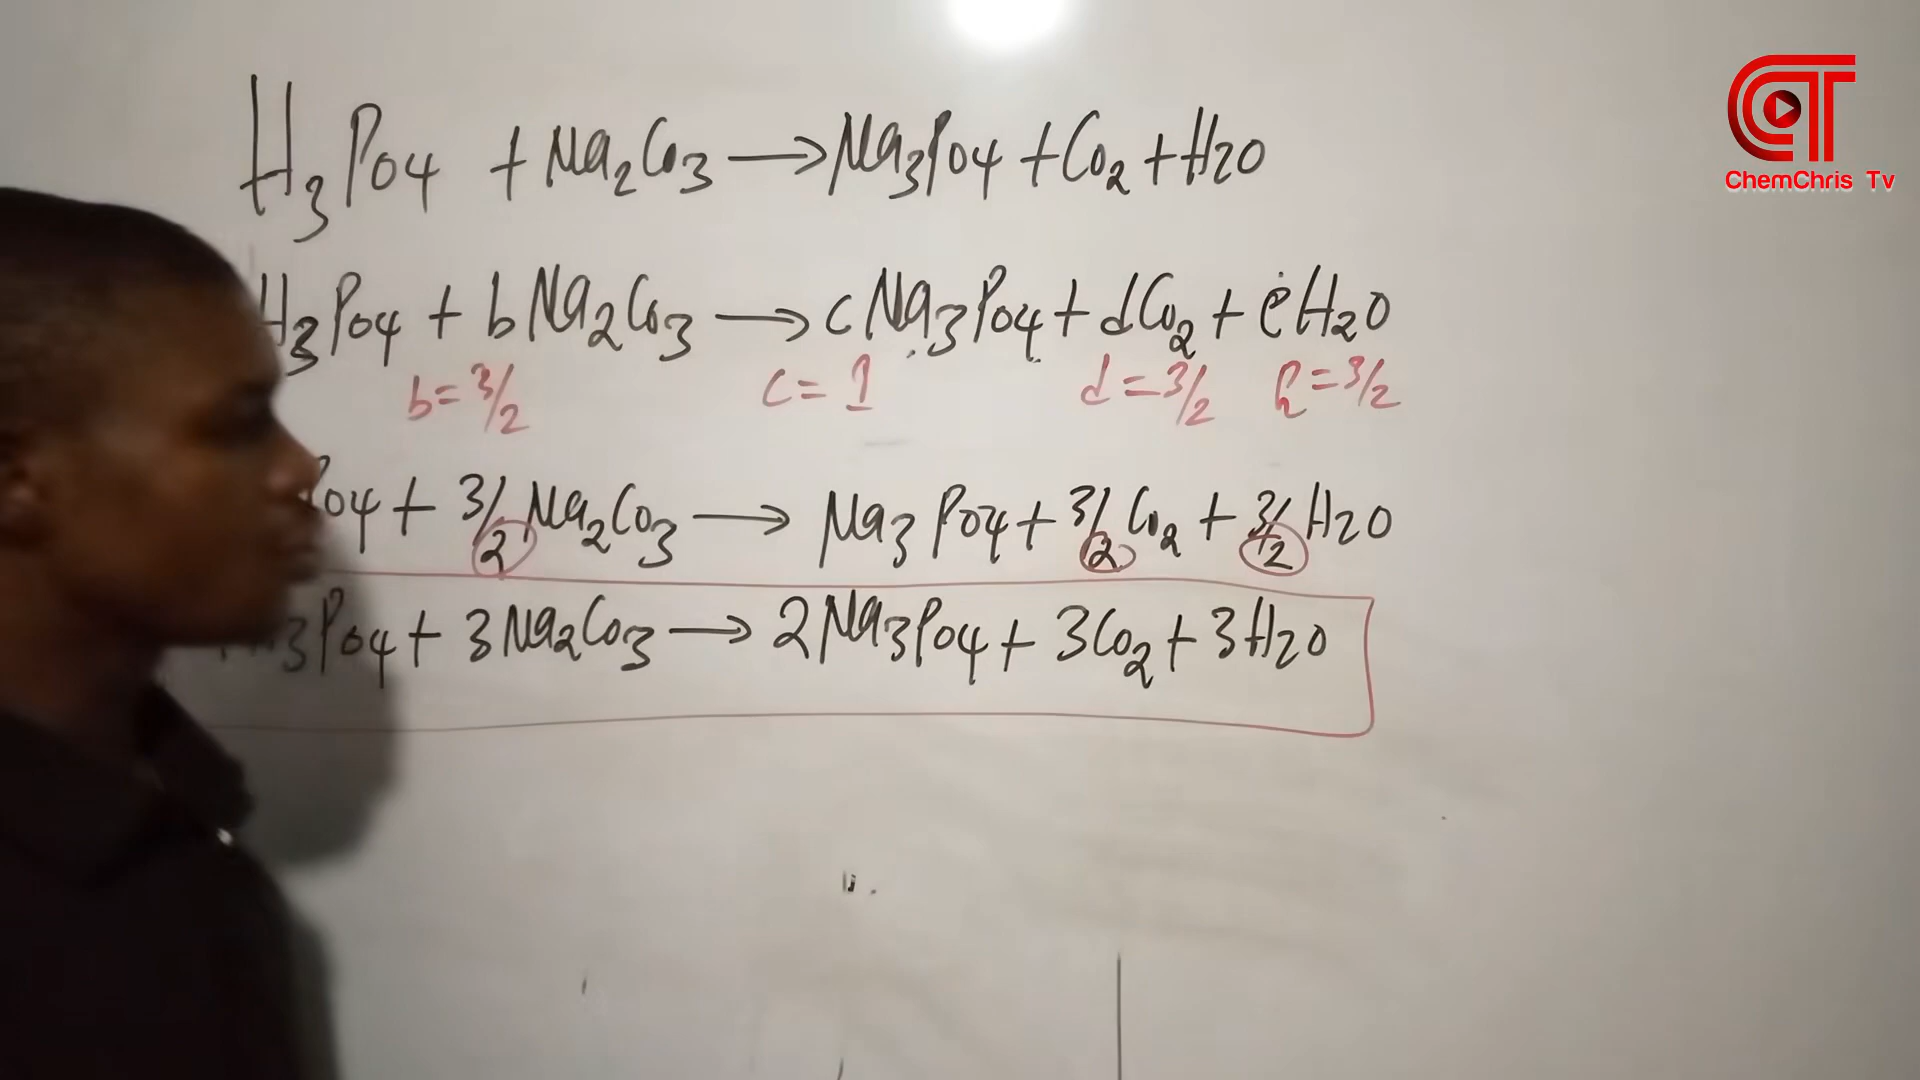 H₃PO₄ + Na₂CO₃ → Na₃PO₄ + CO₂ + H₂O
ChemChris Tv
H₃PO₄ + bNa₂CO₃ → cNa₃PO₄ + dCO₂ + eH₂O
b = 3/2 c = 1 d = 3/2 e = 3/2
PO₄ + 3/2 Na₂CO₃ → Na₃PO₄ + 3/2 CO₂ + 3/2 H₂O
₃PO₄ + 3Na₂CO₃ → 2Na₃PO₄ + 3CO₂ + 3H₂O